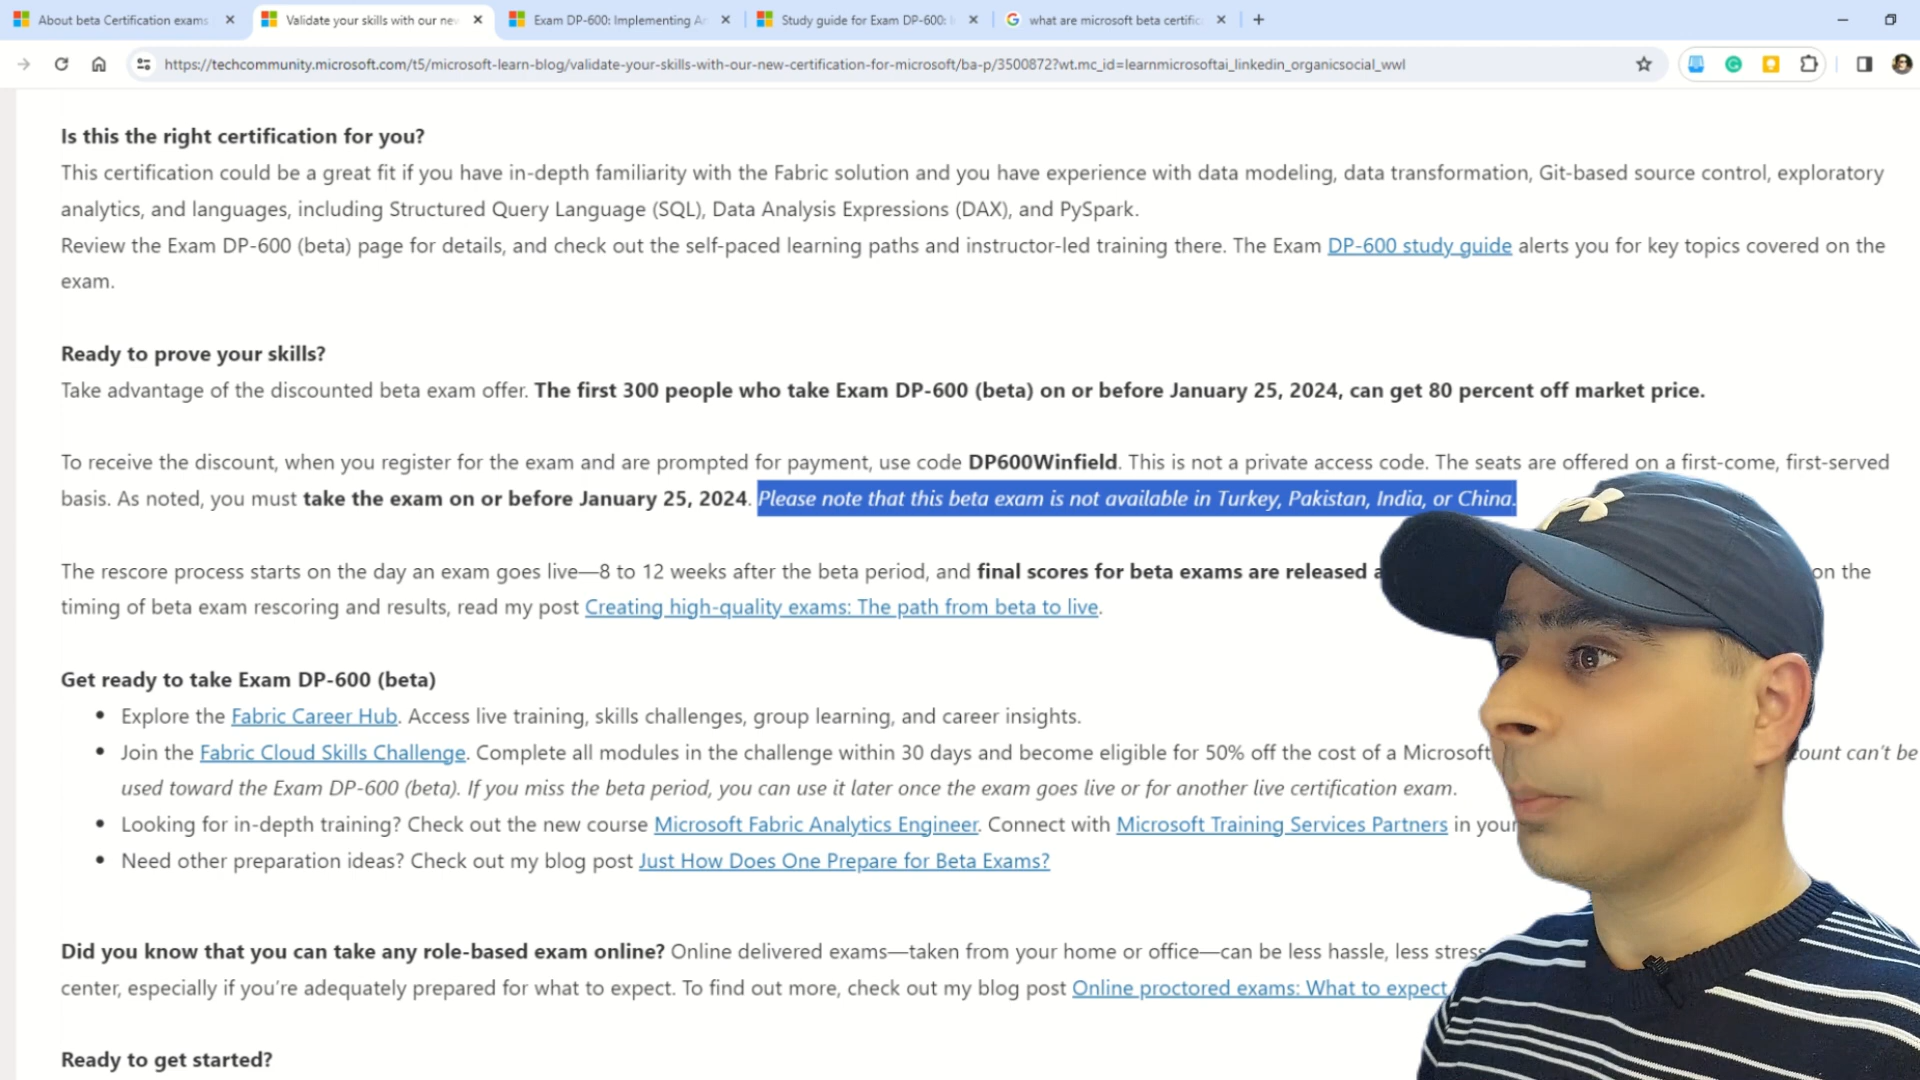 About beta Certification exams
Validate your skills with our ne
Exam DP-600: Implementing A
Study guide for Exam DP-600:
what are microsoft beta certific
https://techcommunity.microsoft.com/t5/microsoft-learn-blog/validate-your-skills-with-our-new-certification-for-microsoft/ba-p/3500872?wt.mc_id=learnmicrosoftai_linkedin_organicsocial_wwl
Is this the right certification for you?
This certification could be a great fit if you have in-depth familiarity with the Fabric solution and you have experience with data modeling, data transformation, Git-based source control, exploratory
analytics, and languages, including Structured Query Language (SQL), Data Analysis Expressions (DAX), and PySpark.
Review the Exam DP-600 (beta) page for details, and check out the self-paced learning paths and instructor-led training there. The Exam DP-600 study guide alerts you for key topics covered on the
exam.
Ready to prove your skills?
Take advantage of the discounted beta exam offer. The first 300 people who take Exam DP-600 (beta) on or before January 25, 2024, can get 80 percent off market price.
To receive the discount, when you register for the exam and are prompted for payment, use code DP600Winfield. This is not a private access code. The seats are offered on a first-come, first-served
basis. As noted, you must take the exam on or before January 25, 2024. Please note that this beta exam is not available in Turkey, Pakistan, India, or China.
The rescore process starts on the day an exam goes live—8 to 12 weeks after the beta period, and final scores for beta exams are released on the
timing of beta exam rescoring and results, read my post Creating high-quality exams: The path from beta to live.
Get ready to take Exam DP-600 (beta)
• Explore the Fabric Career Hub. Access live training, skills challenges, group learning, and career insights.
• Join the Fabric Cloud Skills Challenge. Complete all modules in the challenge within 30 days and become eligible for 50% off the cost of a Microsoft can't be
used toward the Exam DP-600 (beta). If you miss the beta period, you can use it later once the exam goes live or for another live certification exam.
• Looking for in-depth training? Check out the new course Microsoft Fabric Analytics Engineer. Connect with Microsoft Training Services Partners in your
• Need other preparation ideas? Check out my blog post Just How Does One Prepare for Beta Exams?
Did you know that you can take any role-based exam online? Online delivered exams—taken from your home or office—can be less hassle, less stres
center, especially if you're adequately prepared for what to expect. To find out more, check out my blog post Online proctored exams: What to expect
Ready to get started?